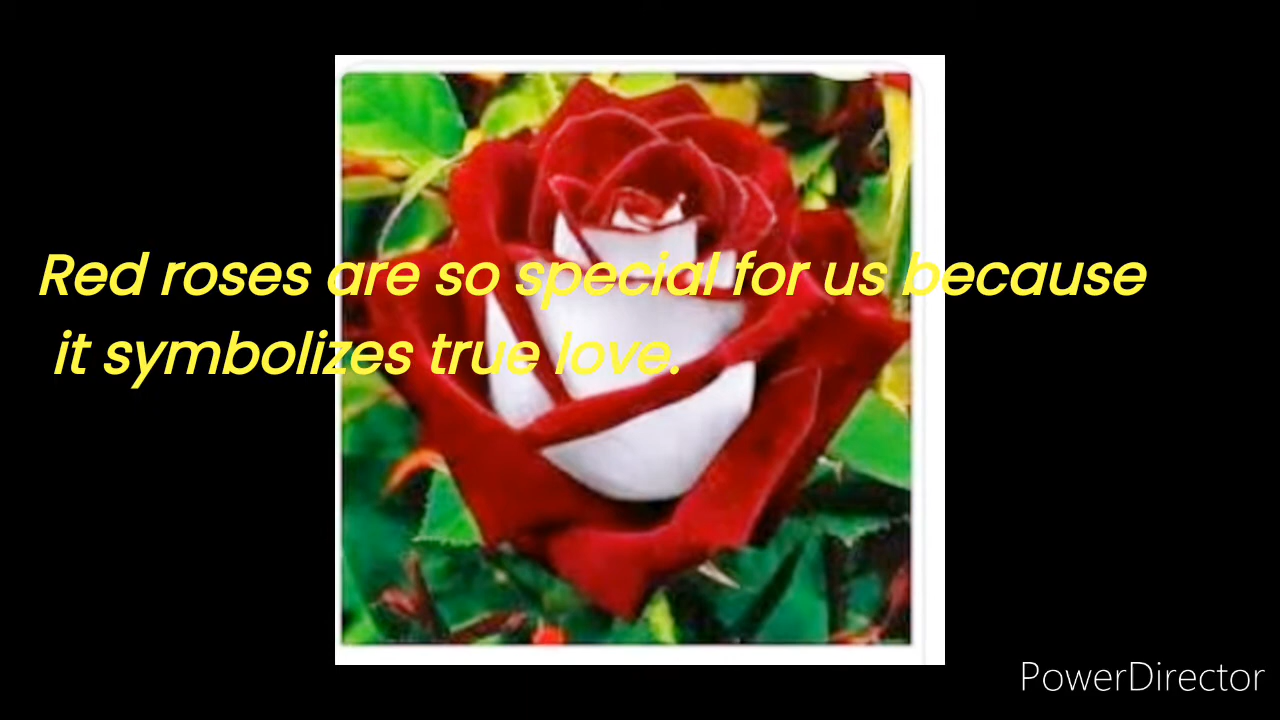 Red roses are so special for us because
it symbolizes true love.
PowerDirector